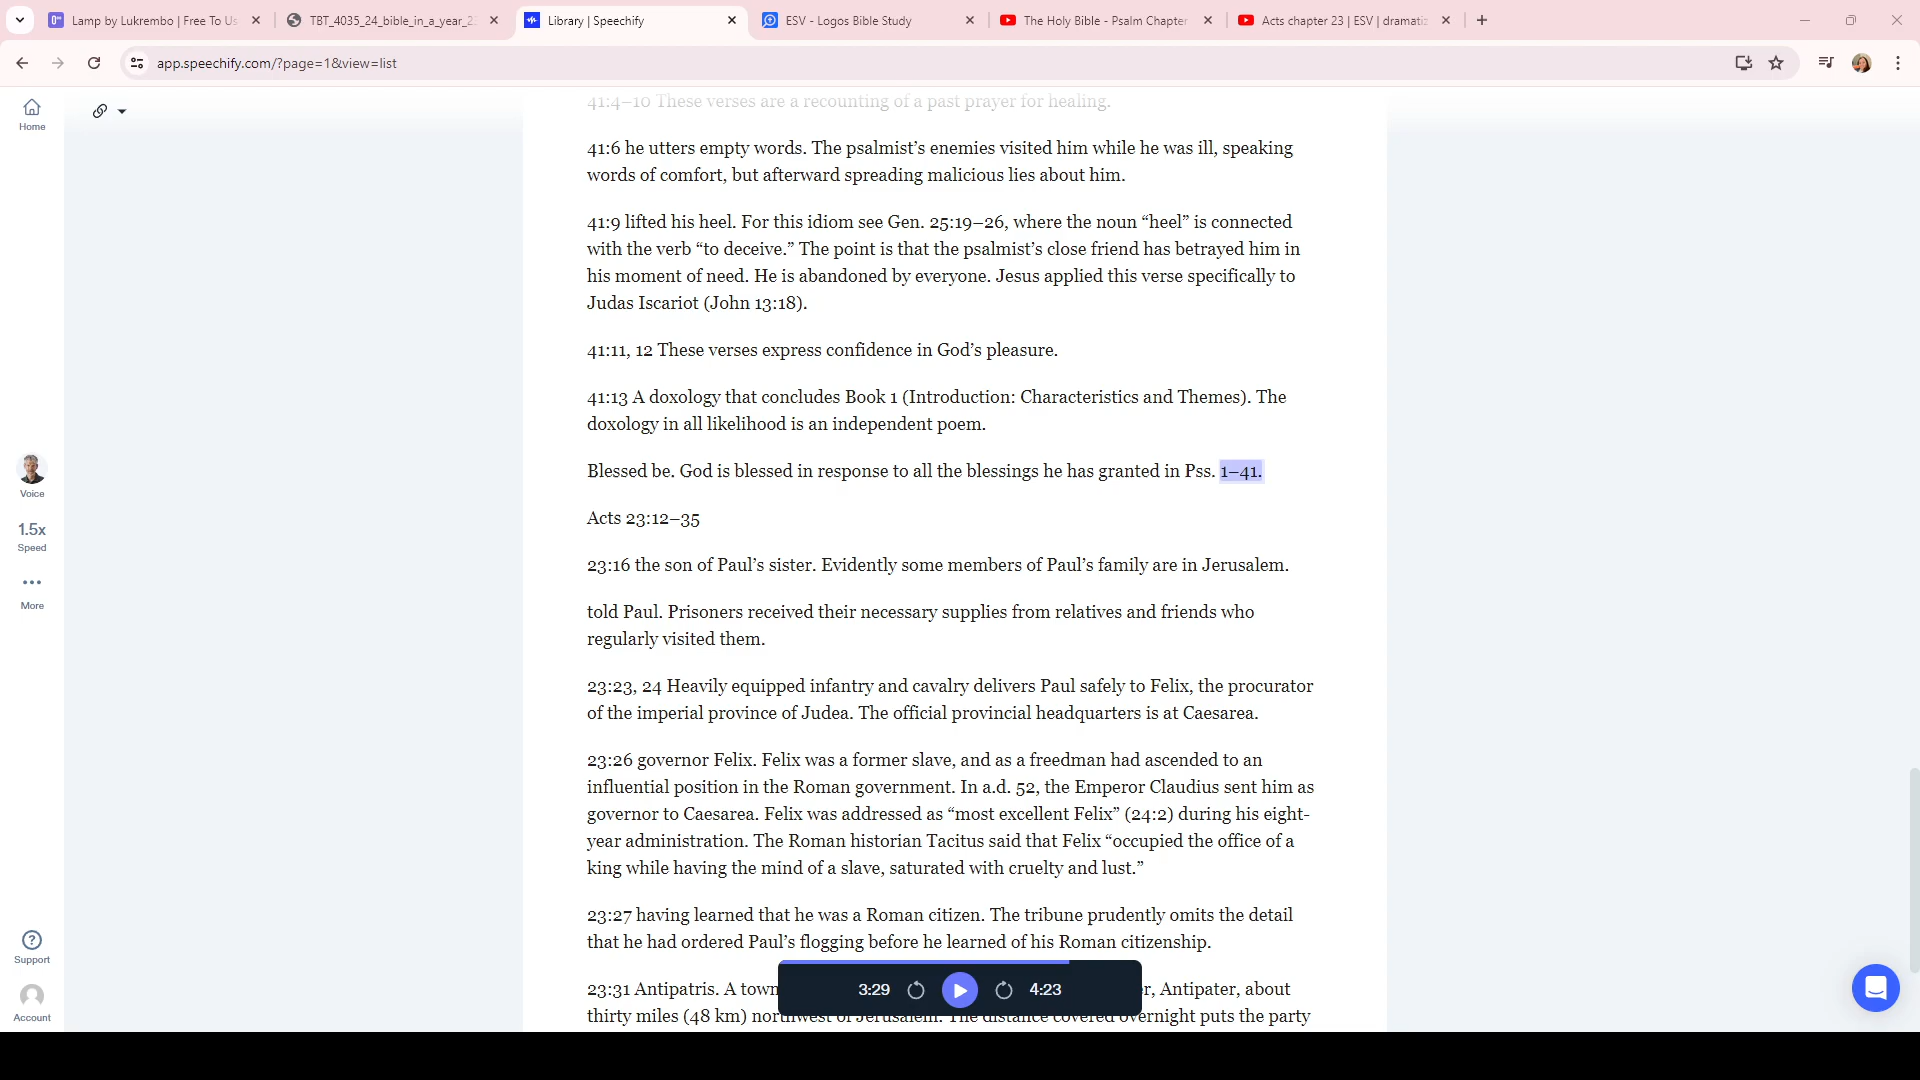 Lamp by Lukrembo | Free To Us
TBT_4035_24_bible_in_a_year_2
Library | Speechify
ESV - Logos Bible Study
The Holy Bible - Psalm Chapter
Acts chapter 23 | ESV | dramati
app.speechify.com/?page=1&view=list
Home
41:4–10 These verses are a recounting of a past prayer for healing.
41:6 he utters empty words. The psalmist’s enemies visited him while he was ill, speaking
words of comfort, but afterward spreading malicious lies about him.
41:9 lifted his heel. For this idiom see Gen. 25:19–26, where the noun “heel” is connected
with the verb “to deceive.” The point is that the psalmist’s close friend has betrayed him in
his moment of need. He is abandoned by everyone. Jesus applied this verse specifically to
Judas Iscariot (John 13:18).
41:11, 12 These verses express confidence in God’s pleasure.
41:13 A doxology that concludes Book 1 (Introduction: Characteristics and Themes). The
doxology in all likelihood is an independent poem.
Blessed be. God is blessed in response to all the blessings he has granted in Pss. 1–41.
Voice
Acts 23:12–35
1.5x
Speed
23:16 the son of Paul’s sister. Evidently some members of Paul’s family are in Jerusalem.
More
told Paul. Prisoners received their necessary supplies from relatives and friends who
regularly visited them.
23:23, 24 Heavily equipped infantry and cavalry delivers Paul safely to Felix, the procurator
of the imperial province of Judea. The official provincial headquarters is at Caesarea.
23:26 governor Felix. Felix was a former slave, and as a freedman had ascended to an
influential position in the Roman government. In a.d. 52, the Emperor Claudius sent him as
governor to Caesarea. Felix was addressed as “most excellent Felix” (24:2) during his eight-
year administration. The Roman historian Tacitus said that Felix “occupied the office of a
king while having the mind of a slave, saturated with cruelty and lust.”
23:27 having learned that he was a Roman citizen. The tribune prudently omits the detail
that he had ordered Paul’s flogging before he learned of his Roman citizenship.
Support
23:31 Antipatris. A town r, Antipater, about
3:29 4:23
thirty miles (48 km) northwest of Jerusalem. The distance covered overnight puts the party
Account